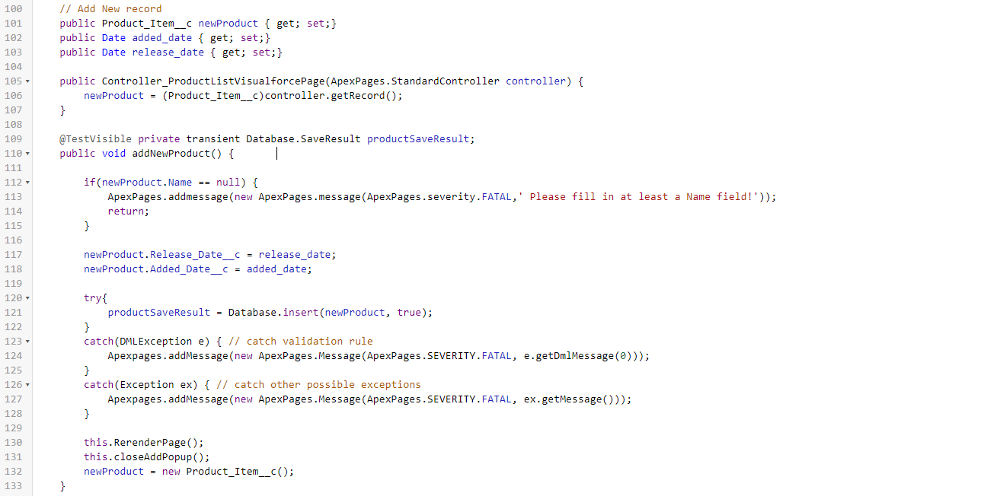 100 // Add New record
101 public Product_Item__c newProduct { get; set;}
102 public Date added_date { get; set;}
103 public Date release_date { get; set;}
104
105 public Controller_ProductListVisualforcePage(ApexPages.StandardController controller) {
106 newProduct = (Product_Item__c)controller.getRecord();
107 }
108
109 @TestVisible private transient Database.SaveResult productSaveResult;
110 public void addNewProduct() {
111
112 if(newProduct.Name == null) {
113 ApexPages.addmessage(new ApexPages.message(ApexPages.severity.FATAL,' Please fill in at least a Name field!'));
114 return;
115 }
116
117 newProduct.Release_Date__c = release_date;
118 newProduct.Added_Date__c = added_date;
119
120 try{
121 productSaveResult = Database.insert(newProduct, true);
122 }
123 catch(DMLException e) { // catch validation rule
124 Apexpages.addMessage(new ApexPages.Message(ApexPages.SEVERITY.FATAL, e.getDmlMessage(0)));
125 }
126 catch(Exception ex) { // catch other possible exceptions
127 Apexpages.addMessage(new ApexPages.Message(ApexPages.SEVERITY.FATAL, ex.getMessage()));
128 }
129
130 this.RerenderPage();
131 this.closeAddPopup();
132 newProduct = new Product_Item__c();
133 }